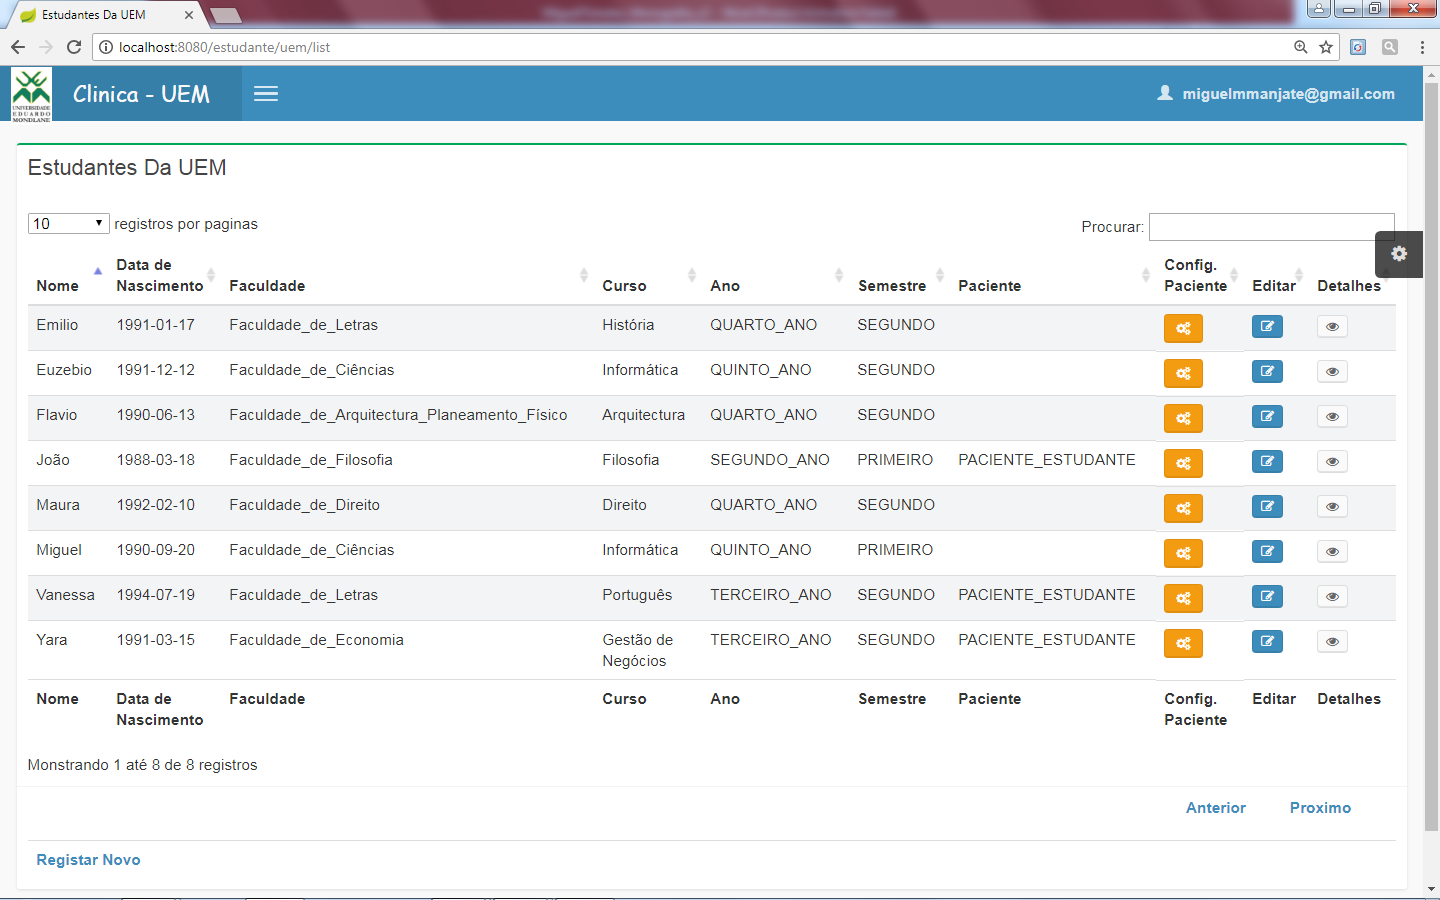 Estudantes Da UEM
localhost:8080/estudante/uem/list
UNIVERSIDADE
EDUARDO
MONDLANE
Clinica - UEM
miguelmmanjate@gmail.com
Estudantes Da UEM
10 registros por paginas
Procurar:
Nome Data de Nascimento Faculdade Curso Ano Semestre Paciente Config. Paciente Editar Detalhes
Emilio 1991-01-17 Faculdade_de_Letras História QUARTO_ANO SEGUNDO
Euzebio 1991-12-12 Faculdade_de_Ciências Informática QUINTO_ANO SEGUNDO
Flavio 1990-06-13 Faculdade_de_Arquitectura_Planeamento_Físico Arquitectura QUARTO_ANO SEGUNDO
João 1988-03-18 Faculdade_de_Filosofia Filosofia SEGUNDO_ANO PRIMEIRO PACIENTE_ESTUDANTE
Maura 1992-02-10 Faculdade_de_Direito Direito QUARTO_ANO SEGUNDO
Miguel 1990-09-20 Faculdade_de_Ciências Informática QUINTO_ANO PRIMEIRO
Vanessa 1994-07-19 Faculdade_de_Letras Português TERCEIRO_ANO SEGUNDO PACIENTE_ESTUDANTE
Yara 1991-03-15 Faculdade_de_Economia Gestão de Negócios TERCEIRO_ANO SEGUNDO PACIENTE_ESTUDANTE
Nome Data de Nascimento Faculdade Curso Ano Semestre Paciente Config. Paciente Editar Detalhes
Monstrando 1 até 8 de 8 registros
Anterior Proximo
Registar Novo